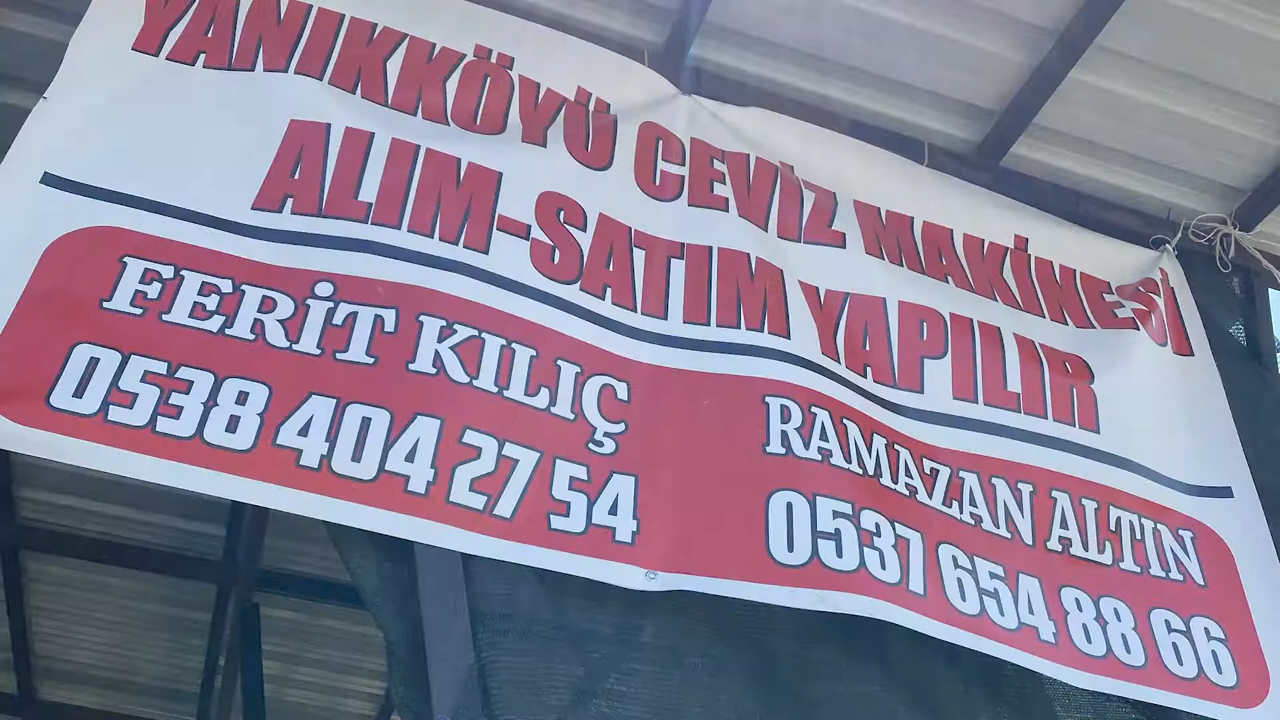 YANIKKÖYÜ CEVİZ MAKİNESİ
ALIM-SATIM YAPILIR
FERİT KILIÇ
0538 404 27 54
RAMAZAN ALTIN
0537 654 88 66